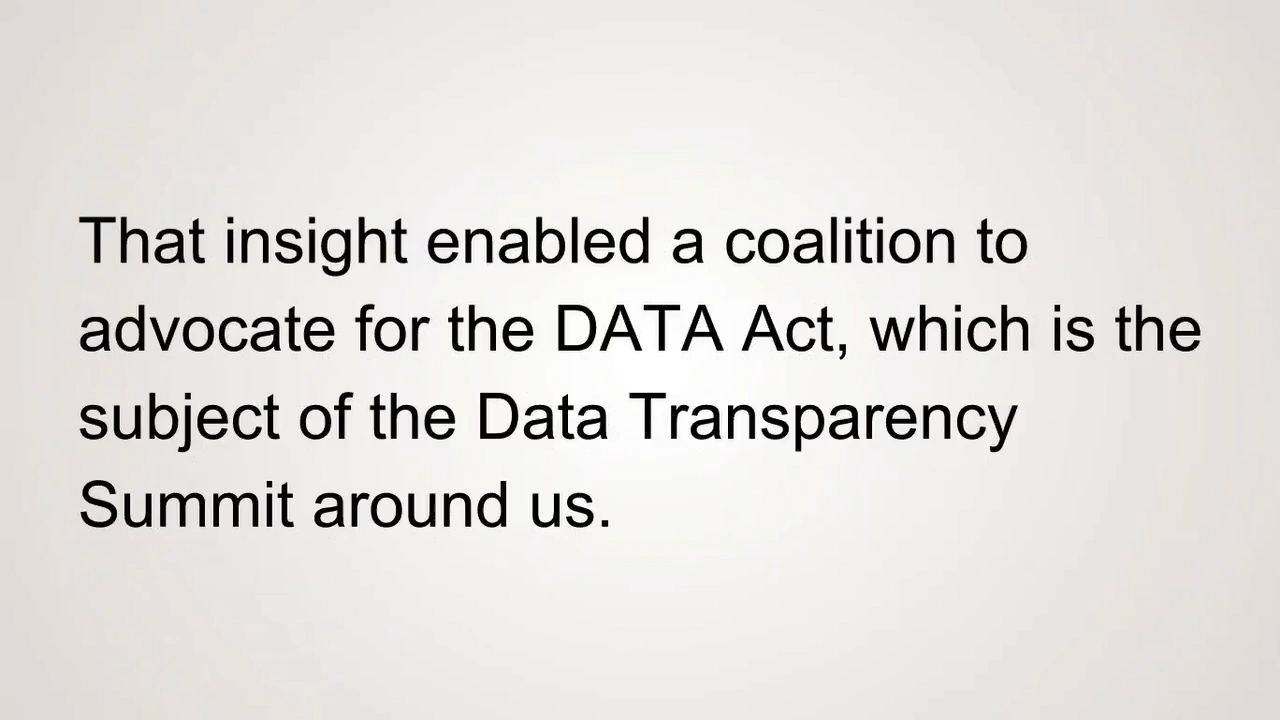 That insight enabled a coalition to
advocate for the DATA Act, which is the
subject of the Data Transparency
Summit around us.